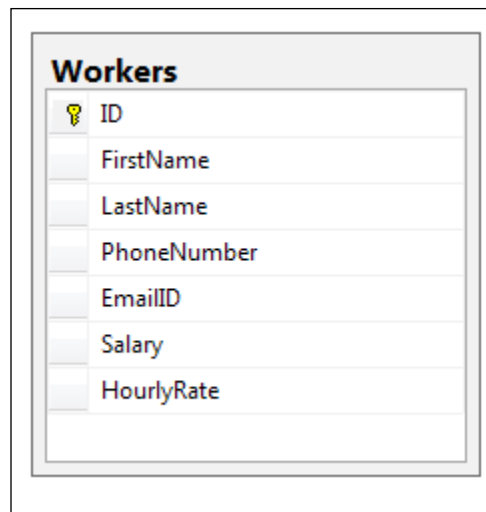 Workers
ID
FirstName
LastName
PhoneNumber
EmailID
Salary
HourlyRate